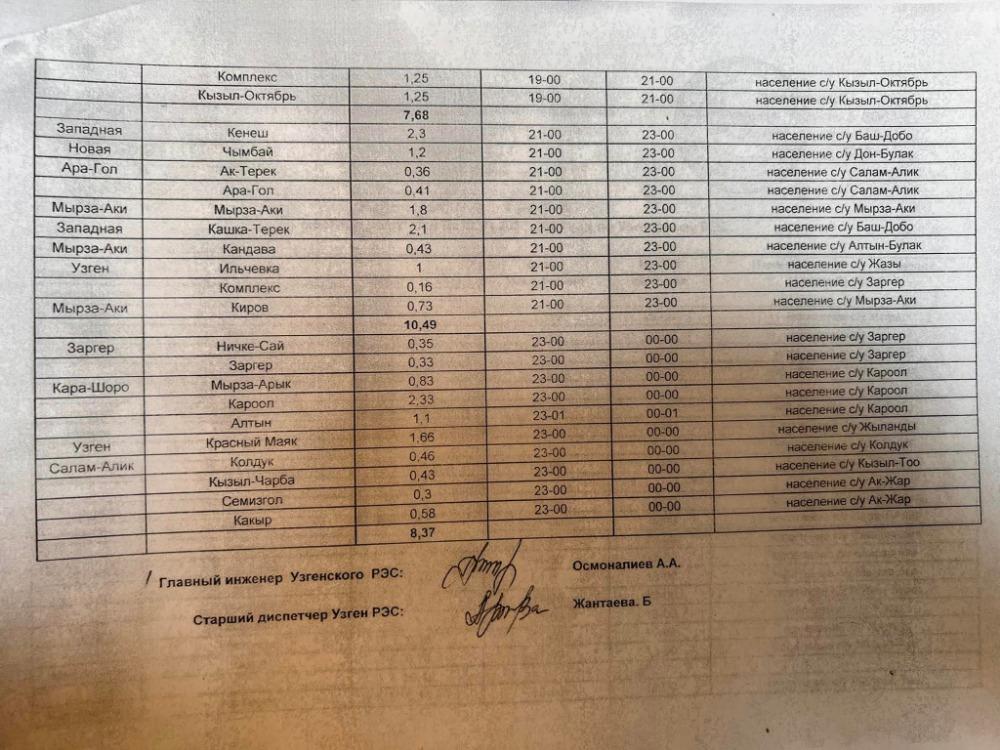 Комплекс 1,25 19-00 21-00 население с/у Кызыл-Октябрь
Кызыл-Октябрь 1,25 19-00 21-00 население с/у Кызыл-Октябрь
7,68
Западная Кенеш 2,3 21-00 23-00 население с/у Баш-Добо
Новая Чымбай 1,2 21-00 23-00 население с/у Дон-Булак
Ара-Гол Ак-Терек 0,36 21-00 23-00 население с/у Салам-Алик
Ара-Гол 0,41 21-00 23-00 население с/у Салам-Алик
Мырза-Аки Мырза-Аки 1,8 21-00 23-00 население с/у Мырза-Аки
Западная Кашка-Терек 2,1 21-00 23-00 население с/у Баш-Добо
Мырза-Аки Кандава 0,43 21-00 23-00 население с/у Алтын-Булак
Узген Ильчевка 1 21-00 23-00 население с/у Жазы
Комплекс 0,16 21-00 23-00 население с/у Заргер
Мырза-Аки Киров 0,73 21-00 23-00 население с/у Мырза-Аки
10,49
Заргер Ничке-Сай 0,35 23-00 00-00 население с/у Заргер
Заргер 0,33 23-00 00-00 население с/у Заргер
Кара-Шоро Мырза-Арык 0,83 23-00 00-00 население с/у Кароол
Кароол 2,33 23-00 00-00 население с/у Кароол
Алтын 1,1 23-01 00-01 население с/у Кароол
Узген Красный Маяк 1,66 23-00 00-00 население с/у Жыланды
Салам-Алик Колдук 0,46 23-00 00-00 население с/у Колдук
Кызыл-Чарба 0,43 23-00 00-00 население с/у Кызыл-Тоо
Семизгол 0,3 23-00 00-00 население с/у Ак-Жар
Какыр 0,58 23-00 00-00 население с/у Ак-Жар
8,37
Главный инженер Узгенского РЭС: Осмоналиев А.А.
Старший диспетчер Узген РЭС: Жантаева. Б